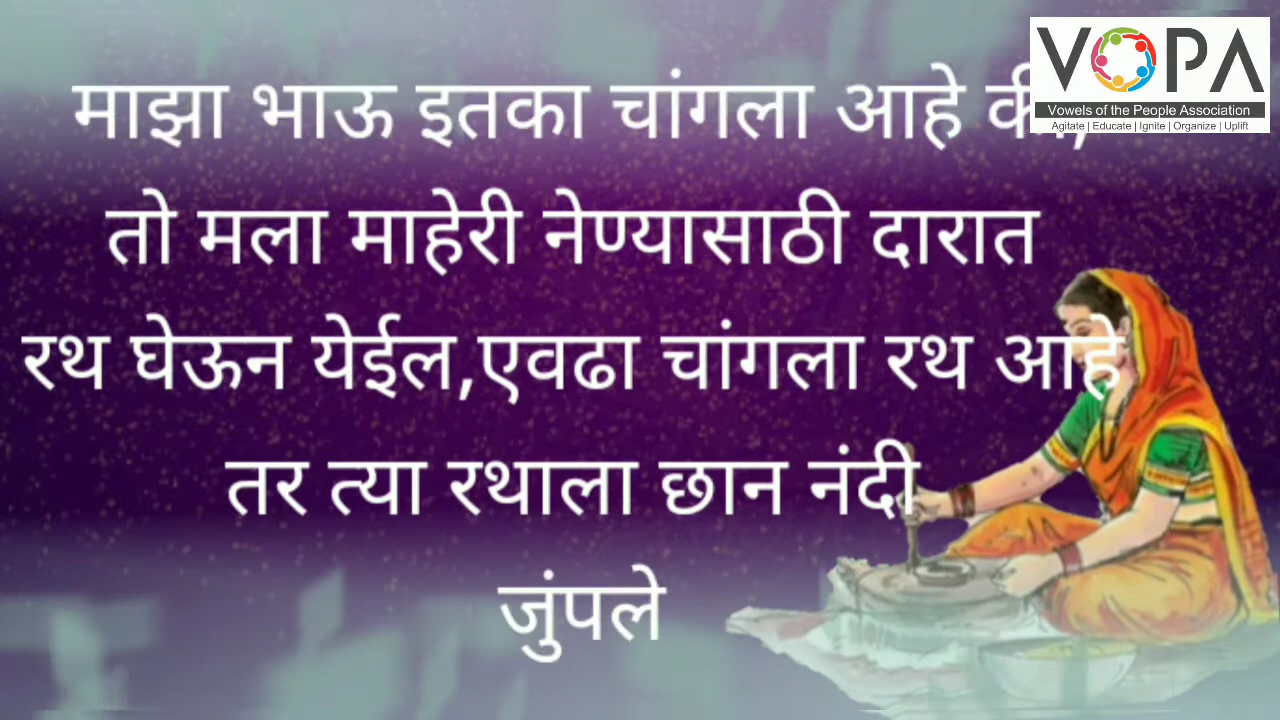 माझा भाऊ इतका चांगला आहे
तो मला माहेरी नेण्यासाठी दारात
रथ घेऊन येईल,एवढा चांगला रथ आहे
तर त्या रथाला छान नंदी
जुंपले
VOPA
Vowels of the People Association
Agitate | Educate | Ignite | Organize | Uplift